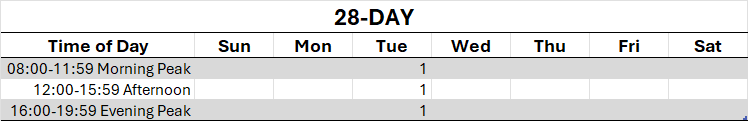 28-DAY
Time of Day Sun Mon Tue Wed Thu Fri Sat
08:00-11:59 Morning Peak 1
12:00-15:59 Afternoon 1
16:00-19:59 Evening Peak 1